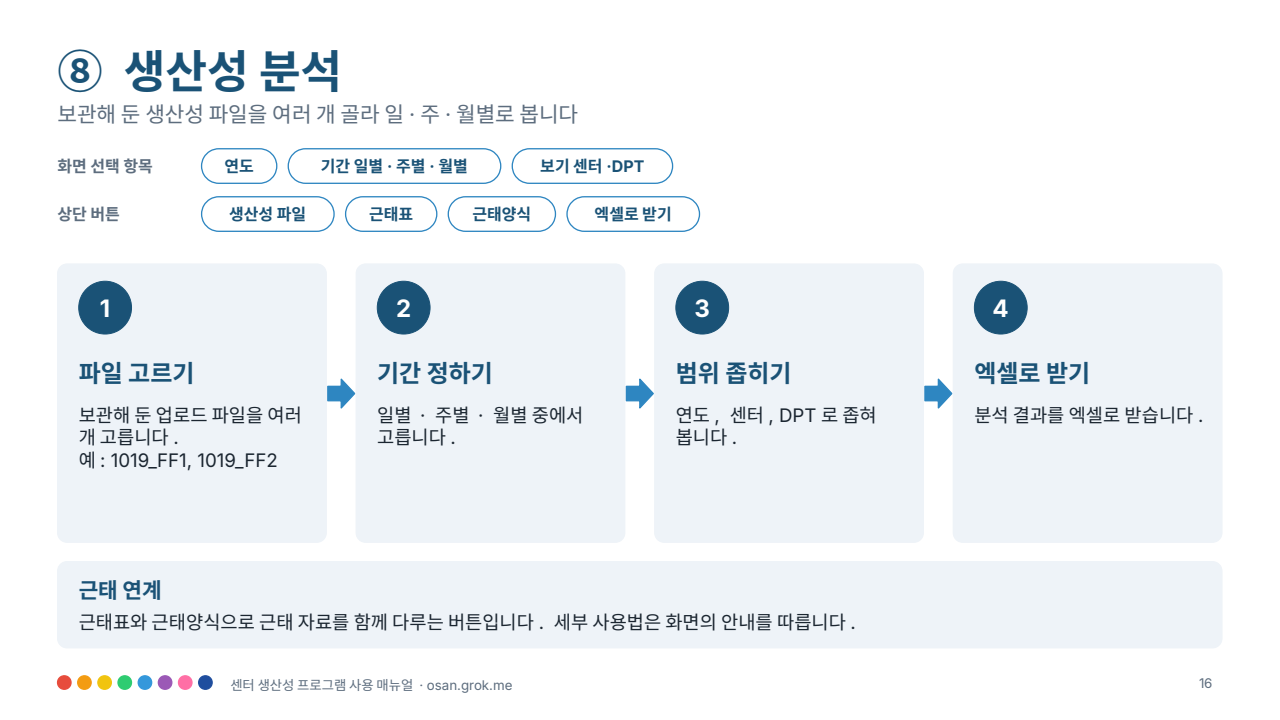 ⑧ 생산성 분석
보관해 둔 생산성 파일을 여러 개 골라 일 · 주 · 월별로 봅니다
화면 선택 항목
연도
기간 일별 · 주별 · 월별
보기 센터 ·DPT
상단 버튼
생산성 파일
근태표
근태양식
엑셀로 받기
1
파일 고르기
보관해 둔 업로드 파일을 여러
개 고릅니다 .
예 : 1019_FF1, 1019_FF2
2
기간 정하기
일별 · 주별 · 월별 중에서
고릅니다 .
3
범위 좁히기
연도 , 센터 , DPT 로 좁혀
봅니다 .
4
엑셀로 받기
분석 결과를 엑셀로 받습니다 .
근태 연계
근태표와 근태양식으로 근태 자료를 함께 다루는 버튼입니다 . 세부 사용법은 화면의 안내를 따릅니다 .
센터 생산성 프로그램 사용 매뉴얼 · osan.grok.me
16